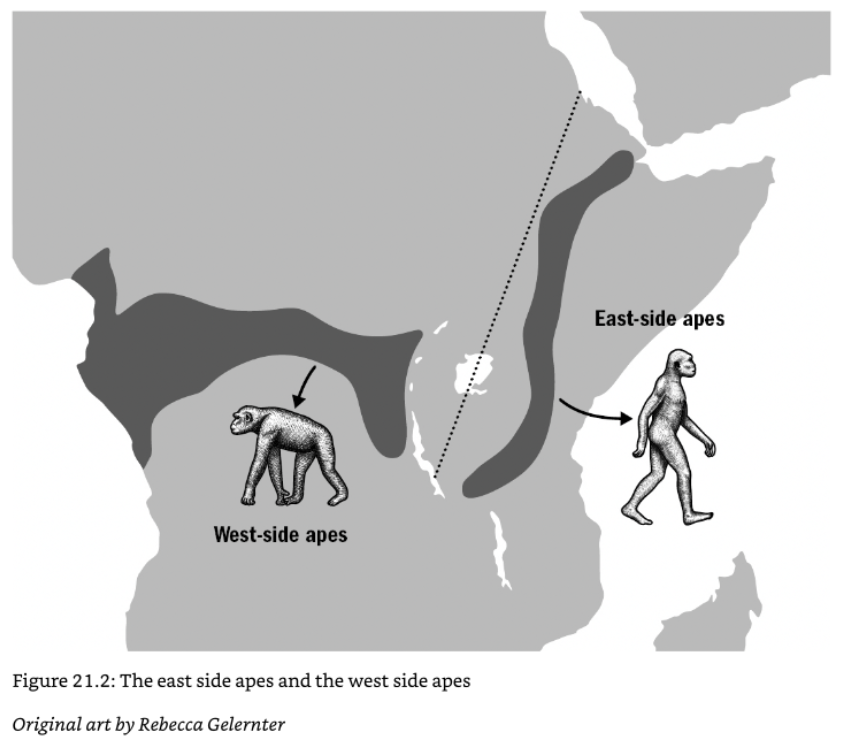 East-side apes
West-side apes
Figure 21.2: The east side apes and the west side apes
Original art by Rebecca Gelernter